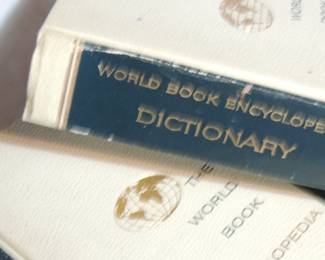 WORLD BOOK ENCYCLOPE
DICTIONARY
THE
WORLD
BOOK
OPEDIA